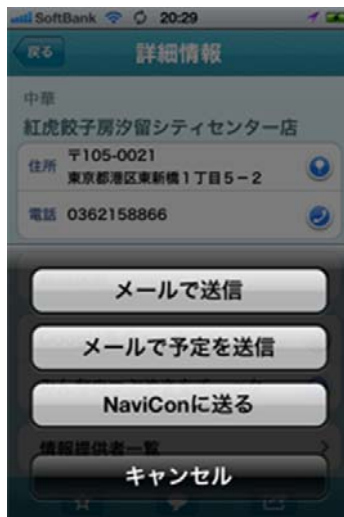 SoftBank 20:29
戻る
詳細情報
中華
紅虎餃子房汐留シティセンター店
住所
〒105-0021
東京都港区東新橋1丁目5-2
電話 0362158866
メールで送信
メールで予定を送信
NaviConに送る
情報提供者一覧
キャンセル